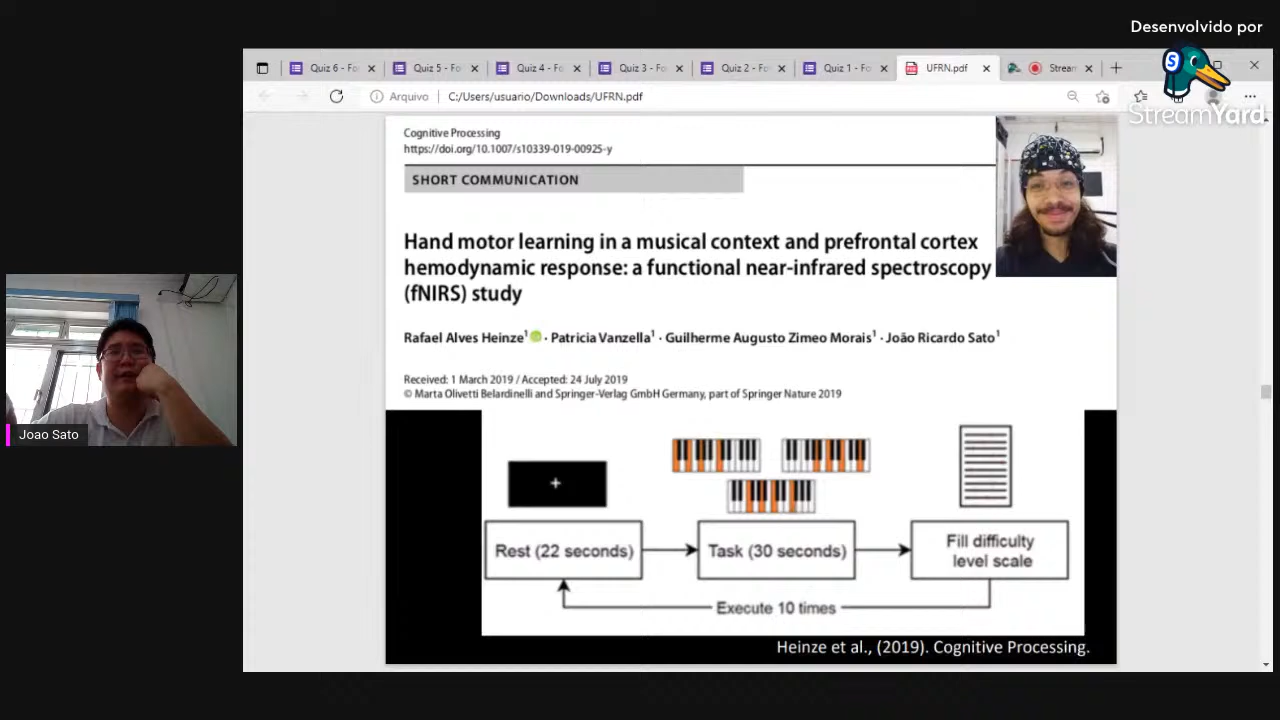 Desenvolvido por
StreamYard
Quiz 6 - Fo
Quiz 5 - Fo
Quiz 4 - Fo
Quiz 3 - Fo
Quiz 2 - Fo
Quiz 1 - Fo
UFRN.pdf
Stream
Arquivo
C:/Users/usuario/Downloads/UFRN.pdf
Cognitive Processing
https://doi.org/10.1007/s10339-019-00925-y
SHORT COMMUNICATION
Hand motor learning in a musical context and prefrontal cortex
hemodynamic response: a functional near-infrared spectroscopy
(fNIRS) study
Rafael Alves Heinze1 · Patricia Vanzella1 · Guilherme Augusto Zimeo Morais1 · João Ricardo Sato1
Received: 1 March 2019 / Accepted: 24 July 2019
© Marta Olivetti Belardinelli and Springer-Verlag GmbH Germany, part of Springer Nature 2019
Joao Sato
Rest (22 seconds)
Task (30 seconds)
Fill difficulty
level scale
Execute 10 times
Heinze et al., (2019). Cognitive Processing.